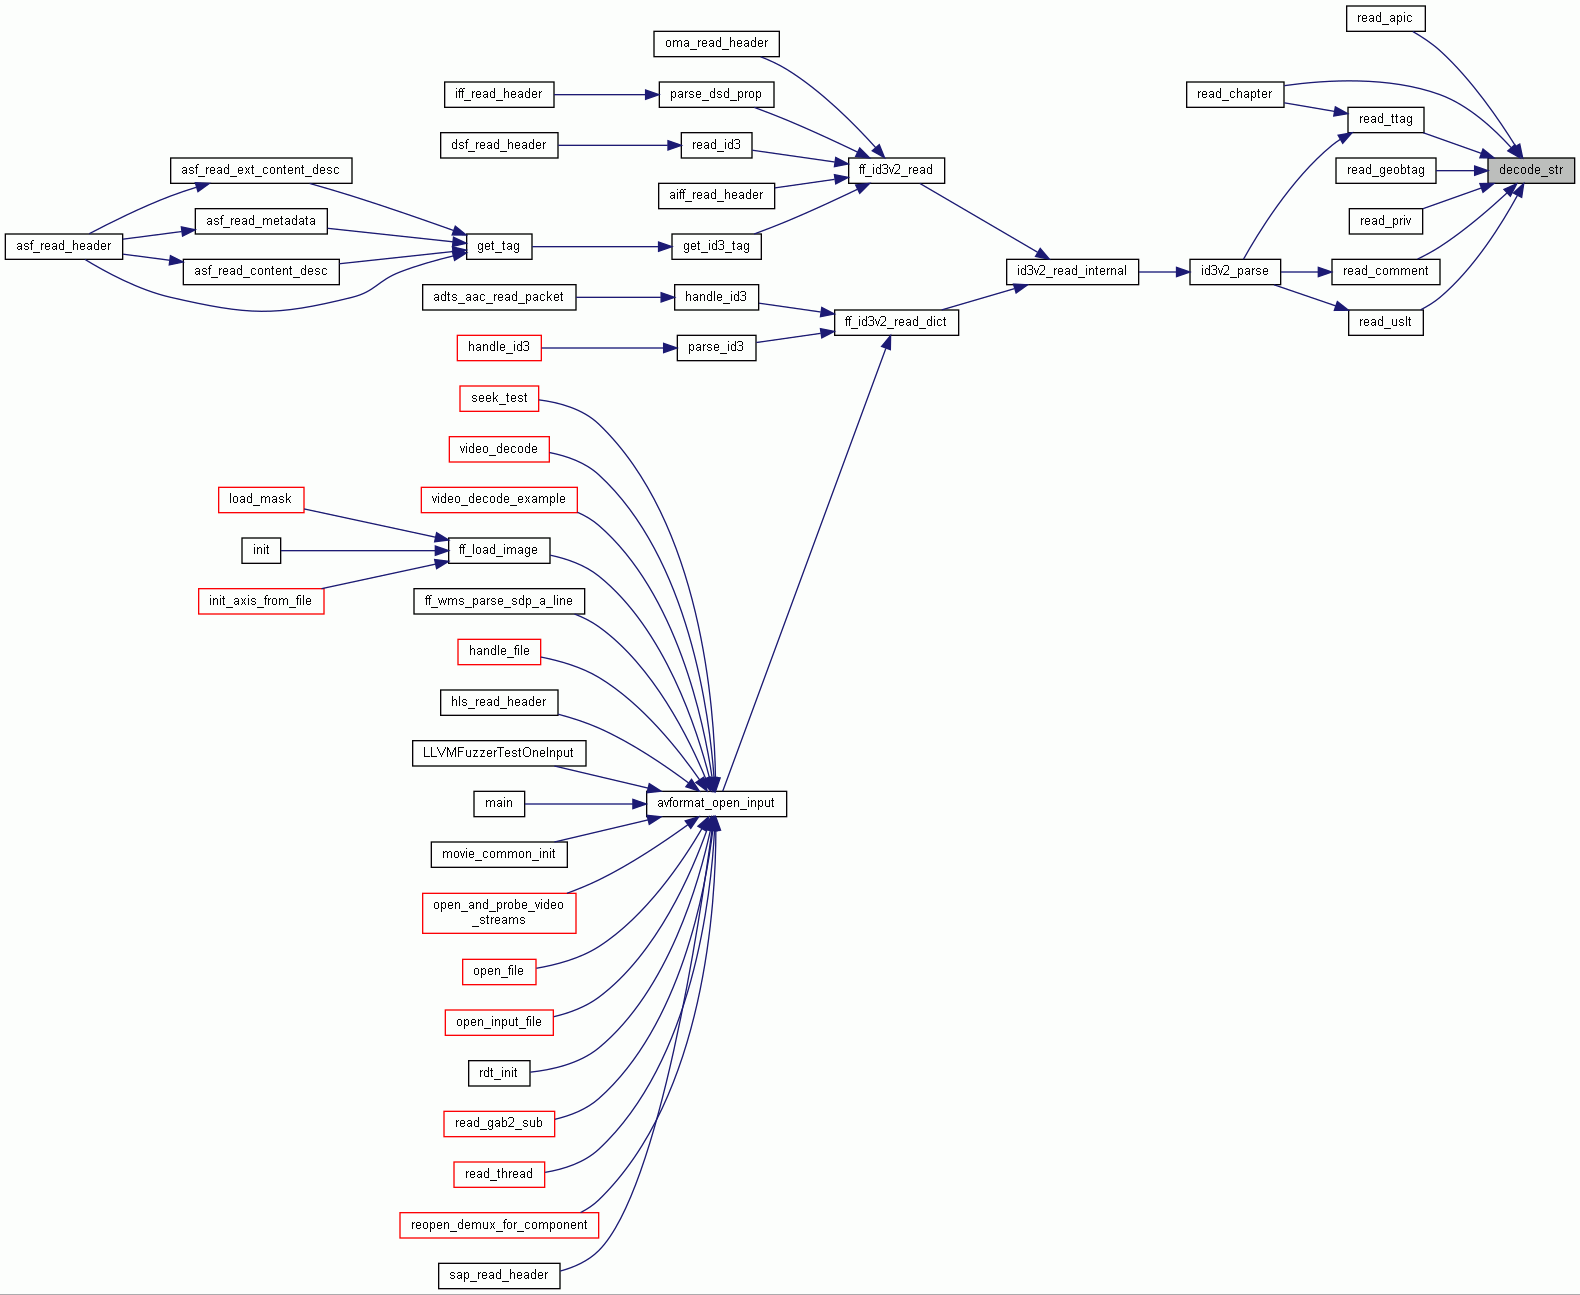 read_apic
oma_read_header
iff_read_header
parse_dsd_prop
read_chapter
read_ttag
dsf_read_header
read_id3
asf_read_ext_content_desc
ff_id3v2_read
read_geobtag
decode_str
aiff_read_header
asf_read_metadata
read_priv
asf_read_header
get_tag
get_id3_tag
asf_read_content_desc
id3v2_read_internal
id3v2_parse
read_comment
adts_aac_read_packet
handle_id3
ff_id3v2_read_dict
read_uslt
handle_id3
parse_id3
seek_test
video_decode
load_mask
video_decode_example
init
ff_load_image
init_axis_from_file
ff_wms_parse_sdp_a_line
handle_file
hls_read_header
LLVMFuzzerTestOneInput
main
avformat_open_input
movie_common_init
open_and_probe_video
_streams
open_file
open_input_file
rdt_init
read_gab2_sub
read_thread
reopen_demux_for_component
sap_read_header